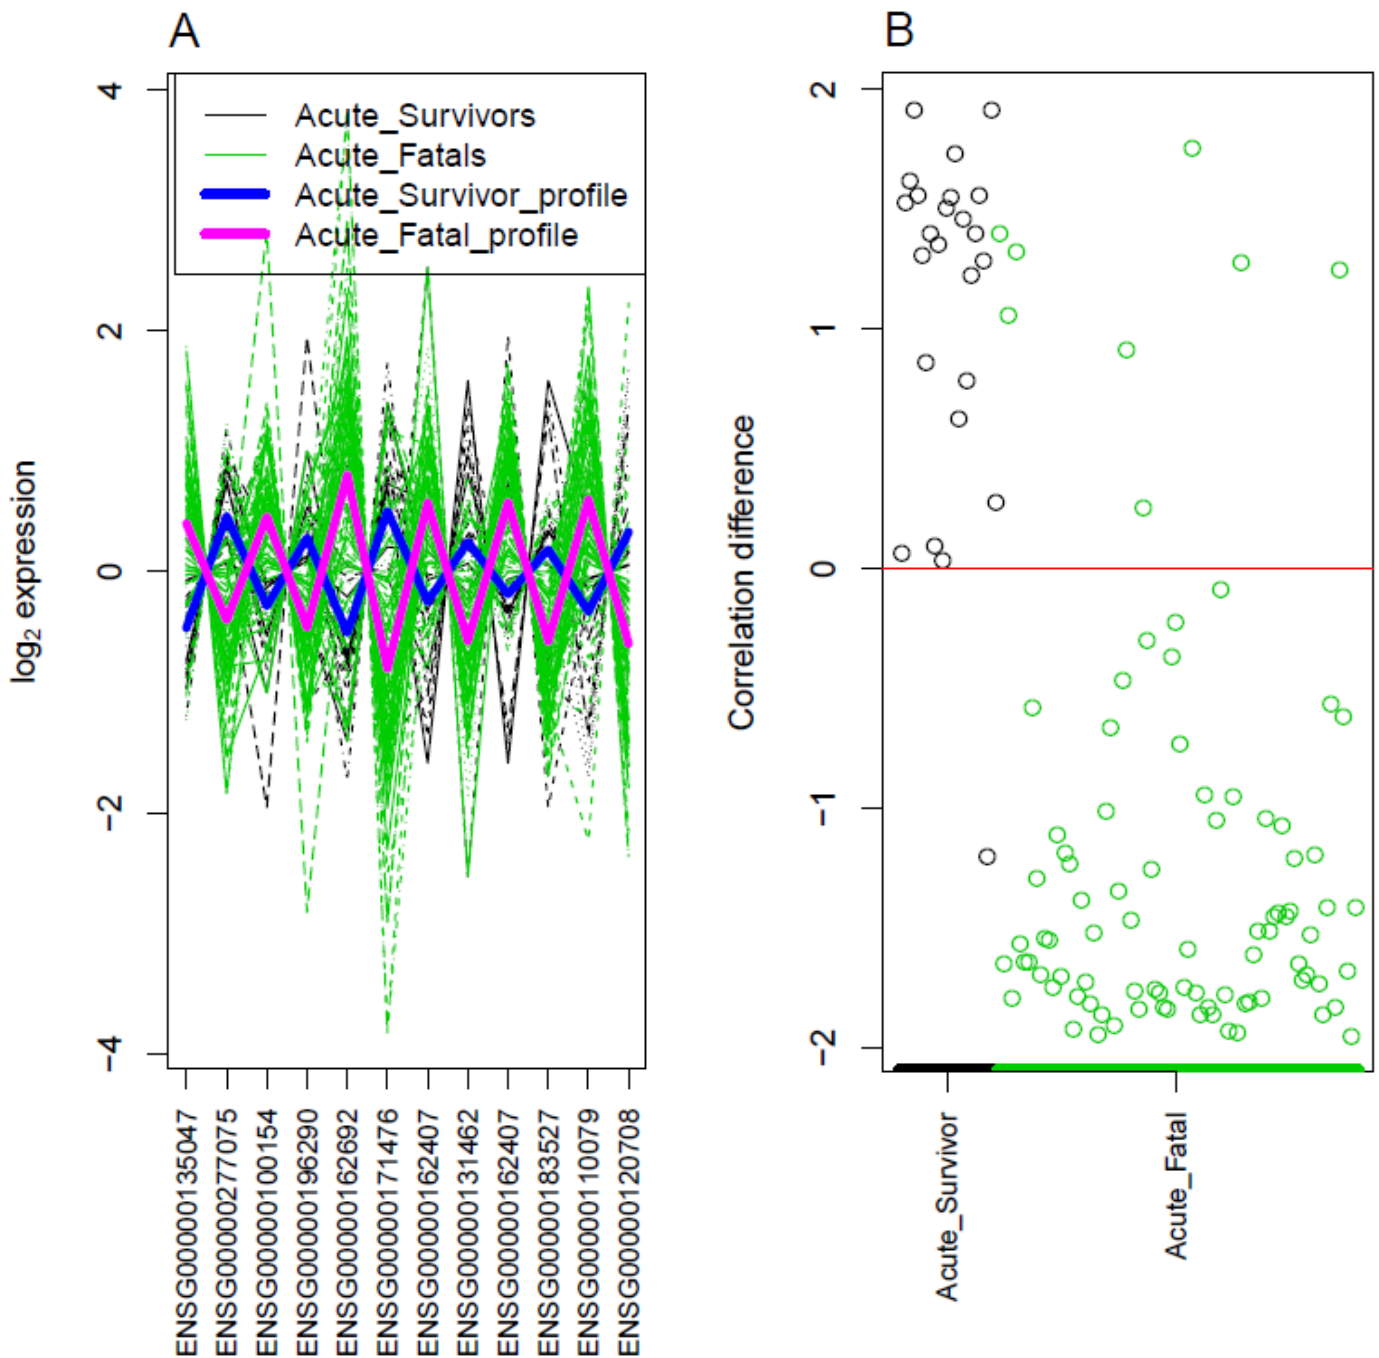 A
4
2
0
−2
−4
log2 expression
Acute_Survivors
Acute_Fatals
Acute_Survivor_profile
Acute_Fatal_profile
ENSG00000135047
ENSG00000277075
ENSG00000100154
ENSG00000196290
ENSG00000162692
ENSG00000171476
ENSG00000162407
ENSG00000131462
ENSG00000162407
ENSG00000183527
ENSG00000110079
ENSG00000120708
B
2
1
0
−1
−2
Correlation difference
Acute_Survivor
Acute_Fatal